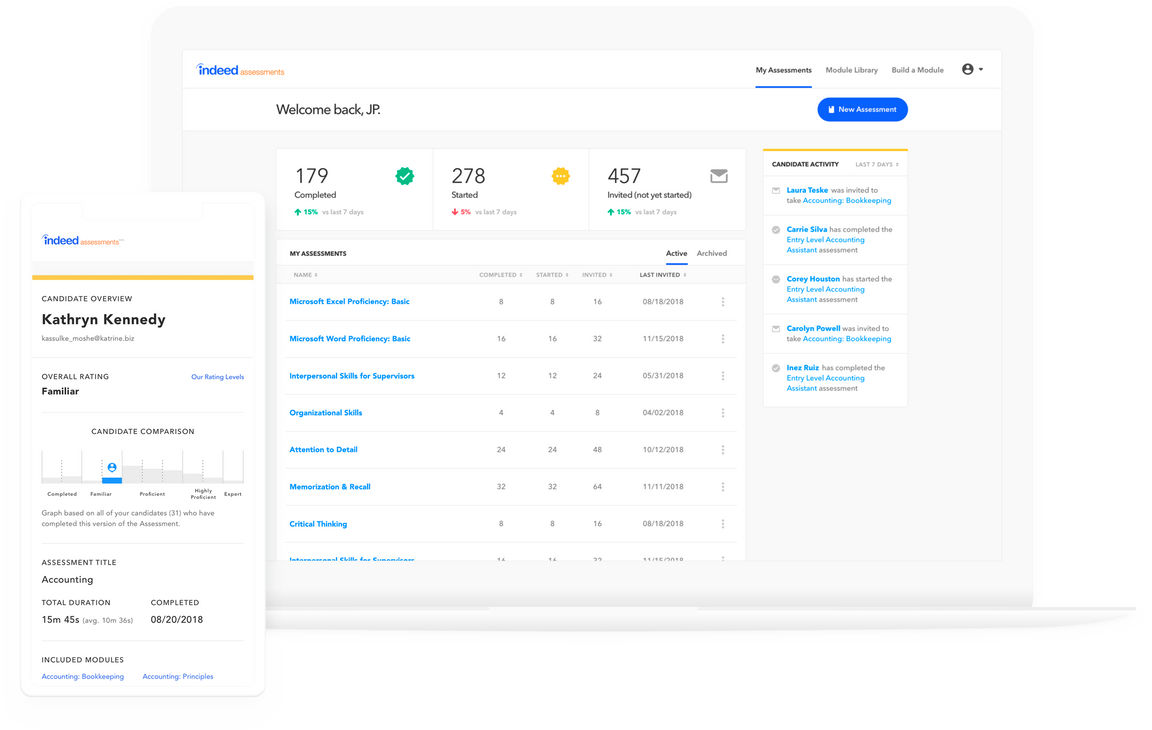 indeed assessments
My Assessments Module Library Build a Module
Welcome back, JP.
New Assessment
179
Completed
15% vs last 7 days
278
Started
5% vs last 7 days
457
Invited (not yet started)
15% vs last 7 days
MY ASSESSMENTS
Active Archived
NAME COMPLETED STARTED INVITED LAST INVITED
Microsoft Excel Proficiency: Basic 8 8 16 08/18/2018
Microsoft Word Proficiency: Basic 16 16 32 11/15/2018
Interpersonal Skills for Supervisors 12 12 24 05/31/2018
Organizational Skills 4 4 8 04/02/2018
Attention to Detail 24 24 48 10/12/2018
Memorization & Recall 32 32 64 11/11/2018
Critical Thinking 8 8 16 08/18/2018
Interpersonal Skills for Supervisors 16 16 32 11/15/2018
CANDIDATE ACTIVITY LAST 7 DAYS
Laura Teske was invited to
take Accounting: Bookkeeping
Carrie Silva has completed the
Entry Level Accounting
Assistant assessment
Corey Houston has started the
Entry Level Accounting
Assistant assessment
Carolyn Powell was invited to
take Accounting: Bookkeeping
Inez Ruiz has completed the
Entry Level Accounting
Assistant assessment
indeed assessments
CANDIDATE OVERVIEW
Kathryn Kennedy
kassulke_moshe@katrine.biz
OVERALL RATING Our Rating Levels
Familiar
CANDIDATE COMPARISON
Completed Familiar Proficient Highly Proficient Expert
Graph based on all of your candidates (31) who have
completed this version of the Assessment.
ASSESSMENT TITLE
Accounting
TOTAL DURATION COMPLETED
15m 45s (avg. 10m 36s) 08/20/2018
INCLUDED MODULES
Accounting: Bookkeeping Accounting: Principles